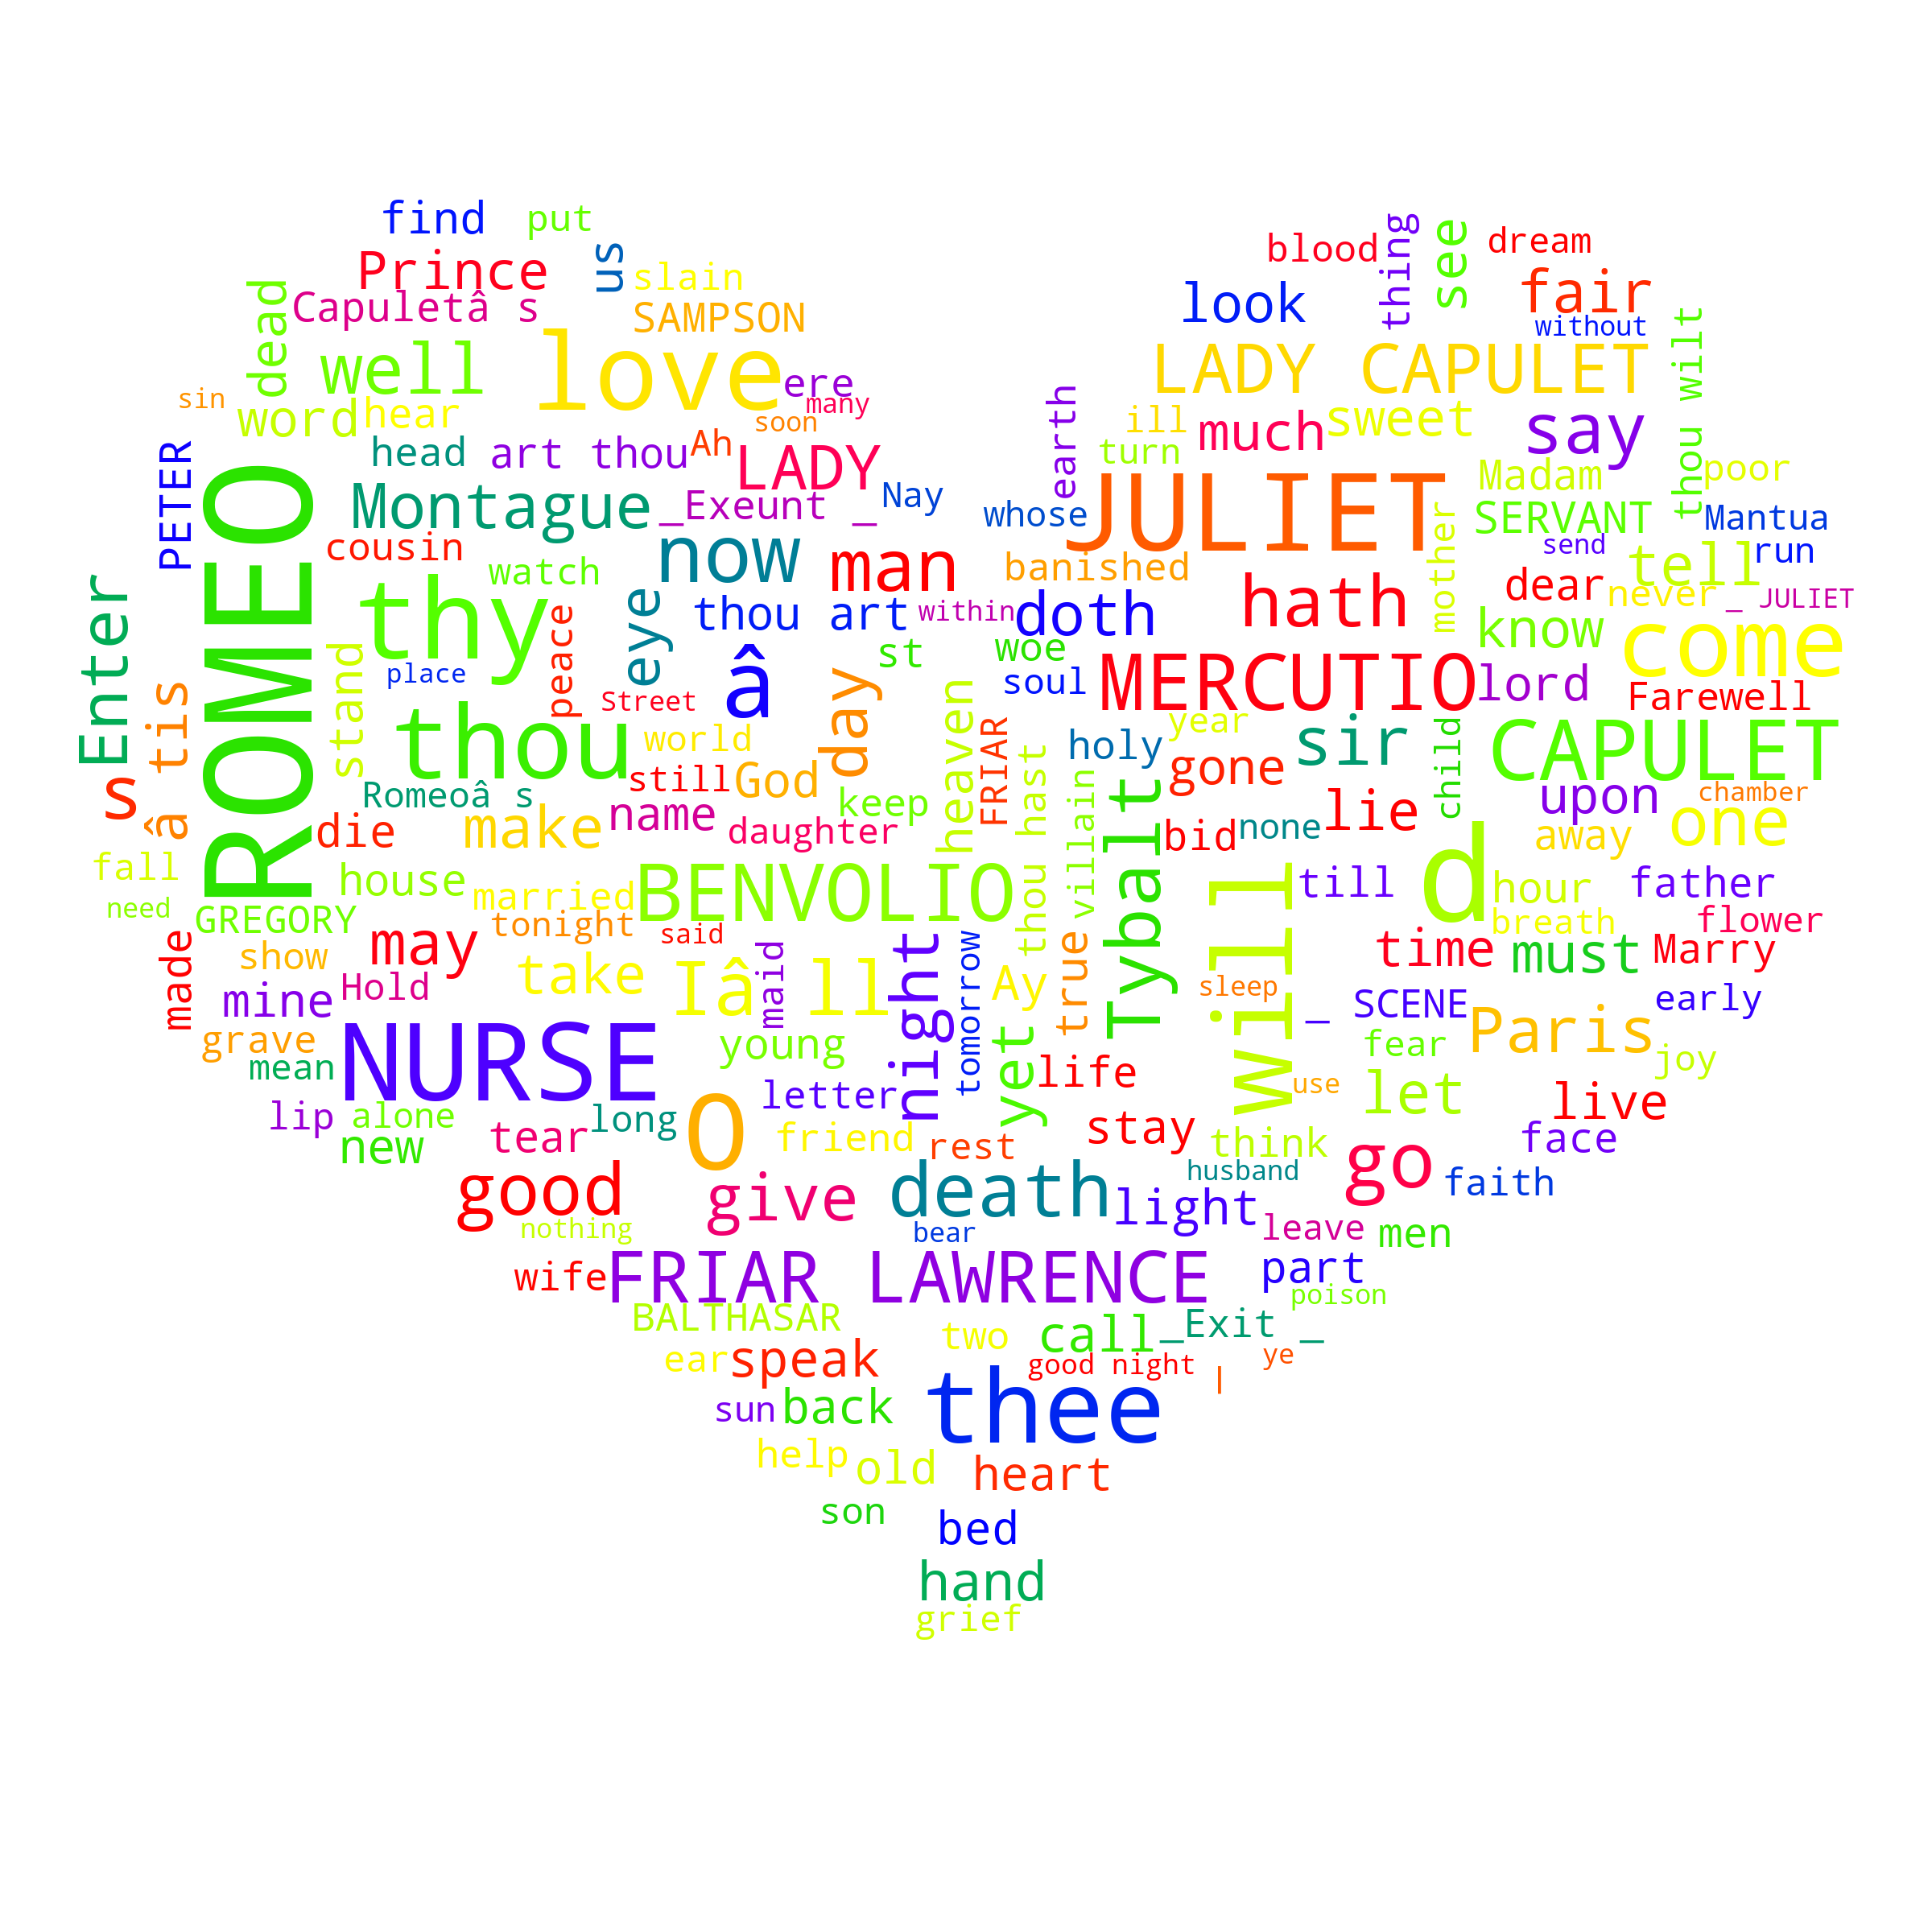 find
put
Prince
us
slain
blood
thing
see
dream
dead
Capuletâ s
SAMPSON
look
fair
without
well
love
ere
many
LADY CAPULET
thou wilt
sin
word
hear
soon
earth
ill
much
sweet
say
head
art thou
Ah
LADY
turn
Madam
poor
PETER
Montague
_Exeunt _
Nay
whose
JULIET
mother
SERVANT
Mantua
cousin
watch
now
man
banished
send
tell
run
Enter
ROMEO
thy
peace
eye
thou art
within
doth
hath
dear
never
_ JULIET
stand
place
Street
â
st
woe
soul
know
come
MERCUTIO
lord
Farewell
s
â tis
thou
world
day
heaven
FRIAR
holy
year
sir
child
CAPULET
Romeoâ s
still
God
keep
thou hast
villain
Tybalt
gone
upon
chamber
die
make
name
daughter
bid
none
lie
d
away
one
fall
house
married
BENVOLIO
will
till
hour
father
need
GREGORY
tonight
said
breath
flower
made
show
may
take
Iâ ll
maid
night
tomorrow
Ay
true
sleep
time
must
Marry
mine
Hold
_ SCENE
early
grave
mean
NURSE
young
yet
life
fear
Paris
joy
lip
alone
long
O
letter
use
let
live
new
tear
friend
rest
stay
think
go
face
good
give
death
husband
light
faith
nothing
bear
leave
men
wife
FRIAR LAWRENCE
part
poison
BALTHASAR
two
call
_Exit _
ear
speak
good night
ye
l
sun
back
thee
help
old
heart
son
bed
hand
grief